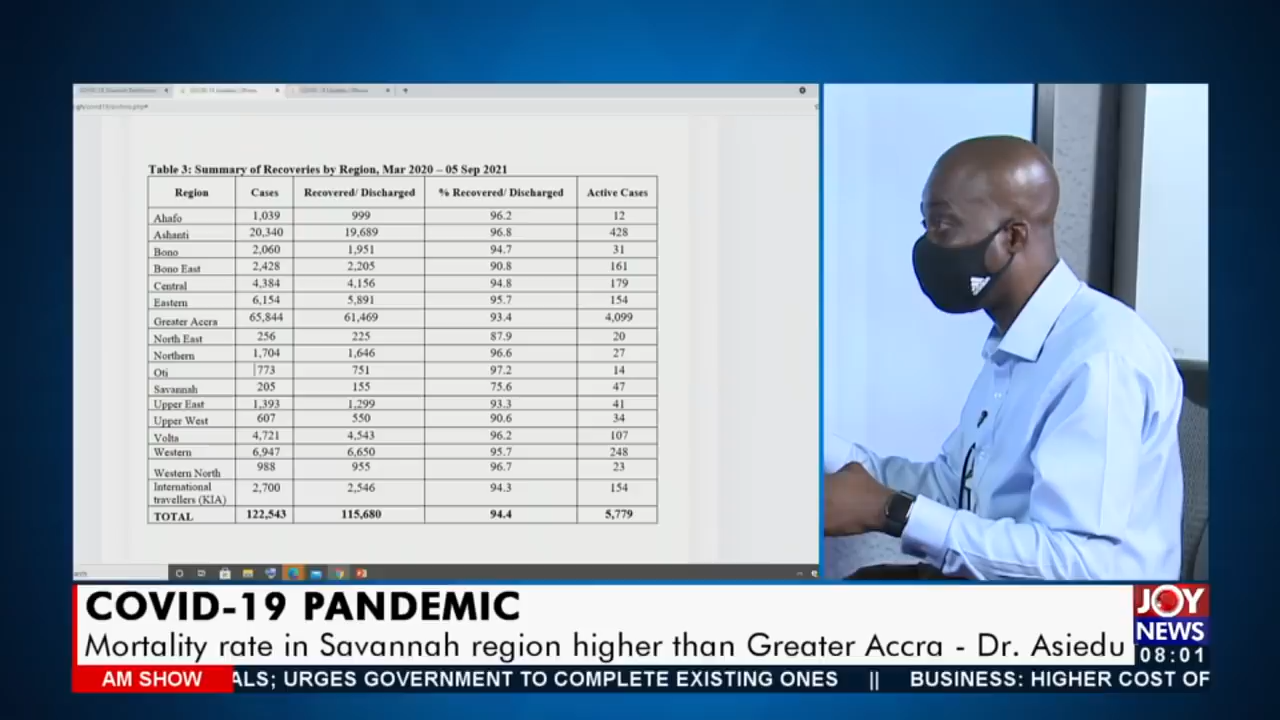 Table 3: Summary of Recoveries by Region, Mar 2020 – 05 Sep 2021
Region Cases Recovered/ Discharged % Recovered/ Discharged Active Cases
Ahafo 1,039 999 96.2 12
Ashanti 20,340 19,689 96.8 428
Bono 2,060 1,951 94.7 31
Bono East 2,428 2,205 90.8 161
Central 4,384 4,156 94.8 179
Eastern 6,154 5,891 95.7 154
Greater Accra 65,844 61,469 93.4 4,099
North East 256 225 87.9 20
Northern 1,704 1,646 96.6 27
Oti 773 751 97.2 14
Savannah 205 155 75.6 47
Upper East 1,393 1,299 93.3 41
Upper West 607 550 90.6 34
Volta 4,721 4,543 96.2 107
Western 6,947 6,650 95.7 248
Western North 988 955 96.7 23
International
travellers (KIA) 2,700 2,546 94.3 154
TOTAL 122,543 115,680 94.4 5,779
COVID-19 PANDEMIC
Mortality rate in Savannah region higher than Greater Accra - Dr. Asiedu
JOY
NEWS
08:01
AM SHOW ALS; URGES GOVERNMENT TO COMPLETE EXISTING ONES || BUSINESS: HIGHER COST OF